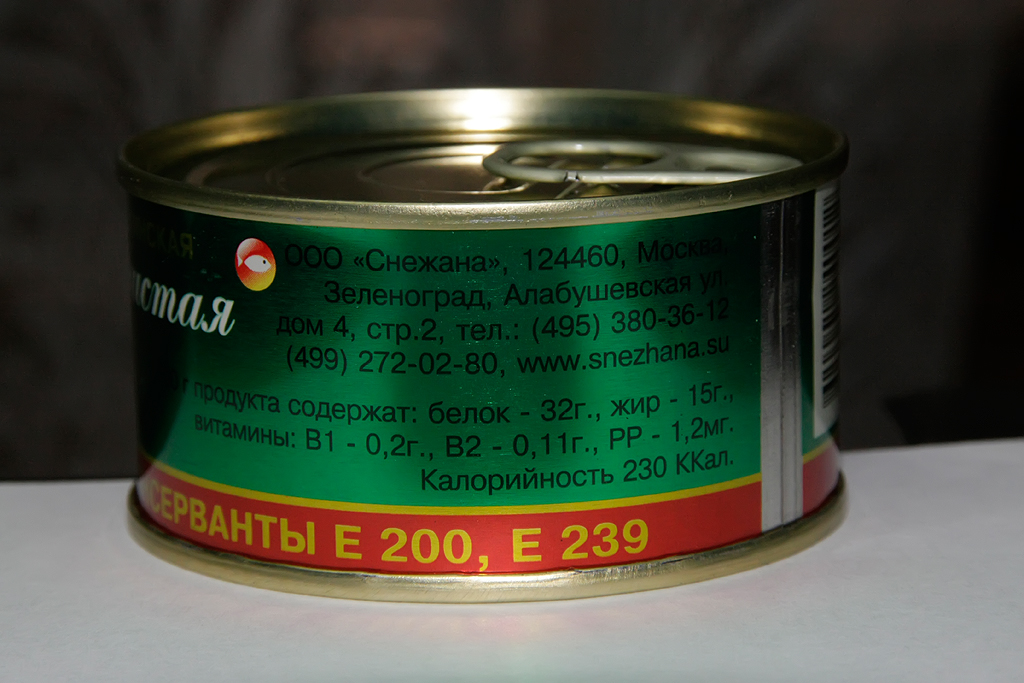 ООО «Снежана», 124460, Москва,
Зеленоград, Алабушевская ул.
дом 4, стр.2, тел.: (495) 380-36-12
(499) 272-02-80, www.snezhana.su
г продукта содержат: белок - 32г., жир - 15г.,
витамины: В1 - 0,2г., В2 - 0,11г., РР - 1,2мг.
Калорийность 230 ККал.
СЕРВАНТЫ Е 200, Е 239